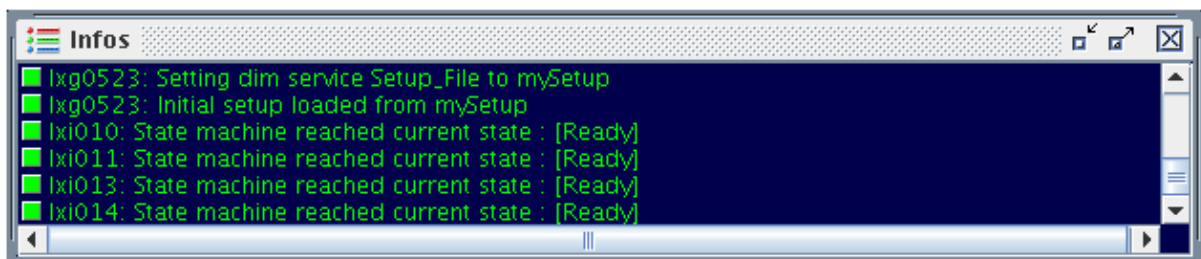 Infos
lxg0523: Setting dim service Setup_File to mySetup
lxg0523: Initial setup loaded from mySetup
lxi010: State machine reached current state : [Ready]
lxi011: State machine reached current state : [Ready]
lxi013: State machine reached current state : [Ready]
lxi014: State machine reached current state : [Ready]